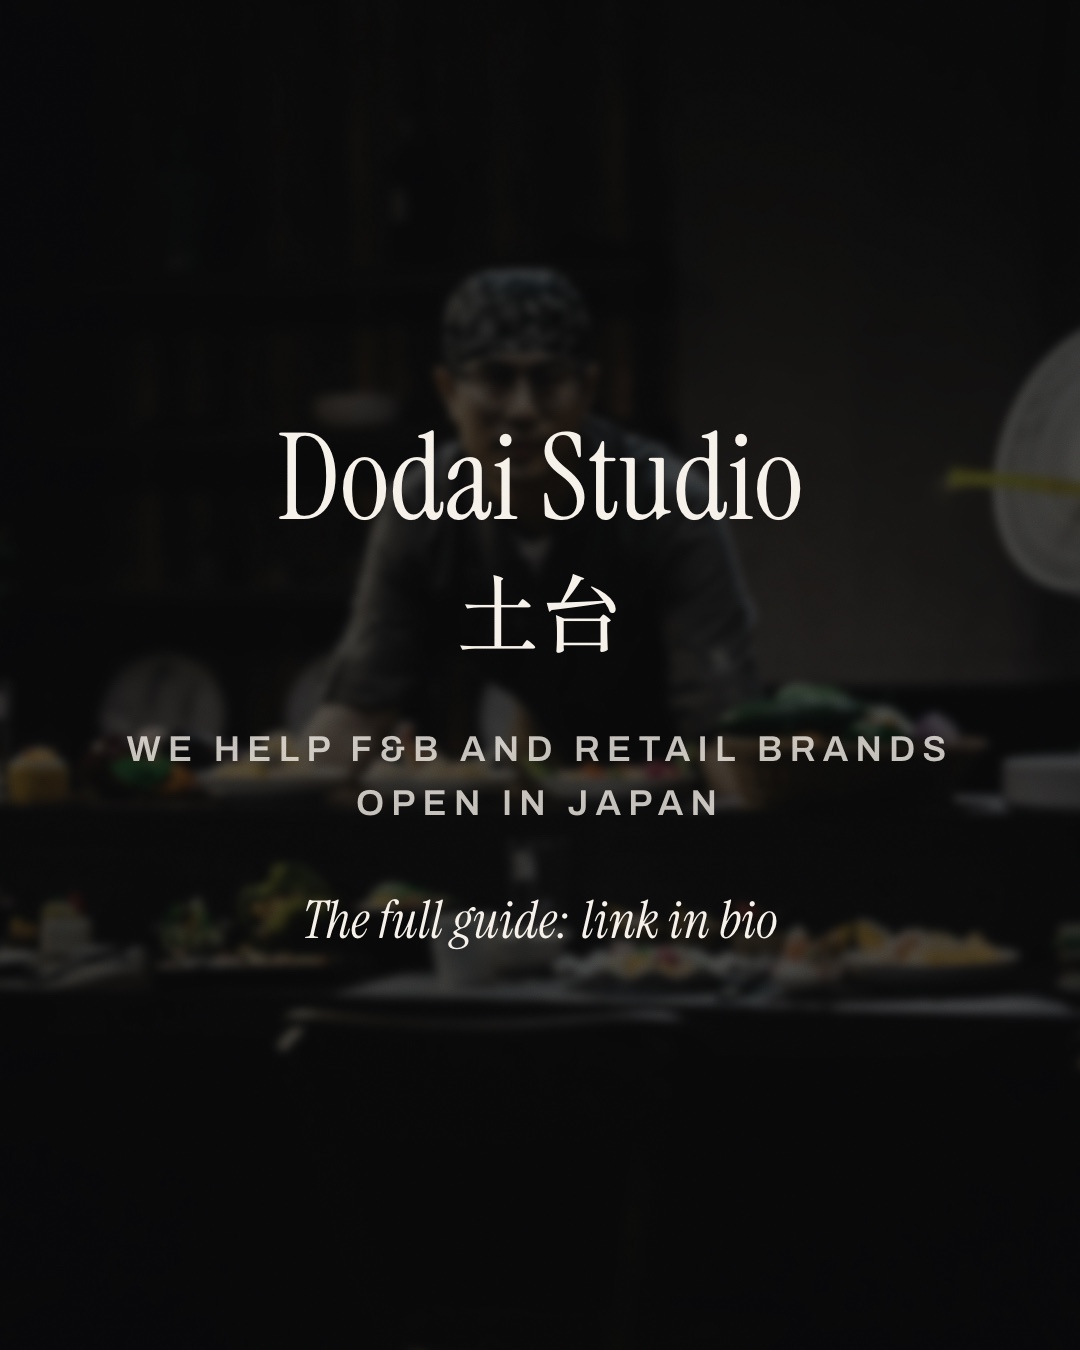 Dodai Studio
土台
WE HELP F&B AND RETAIL BRANDS
OPEN IN JAPAN
The full guide: link in bio